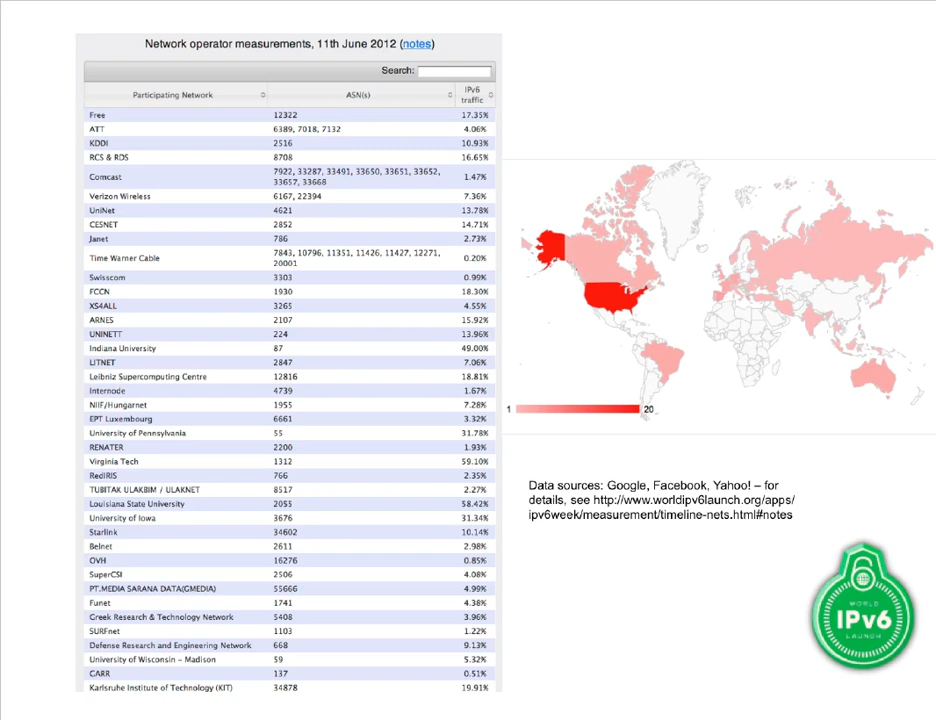 Network operator measurements, 11th June 2012 (notes)
Search:
Participating Network ASN(s) IPv6 traffic
Free 12322 17.35%
ATT 6389, 7018, 7132 4.06%
KDDI 2516 10.93%
RCS & RDS 8708 16.65%
Comcast 7922, 33287, 33491, 33650, 33651, 33652, 33657, 33668 1.47%
Verizon Wireless 6167, 22394 7.36%
UniNet 4621 13.78%
CESNET 2852 14.71%
Janet 786 2.73%
Time Warner Cable 7843, 10796, 11351, 11426, 11427, 12271, 20001 0.20%
Swisscom 3303 0.99%
FCCN 1930 18.30%
XS4ALL 3265 4.55%
ARNES 2107 15.92%
UNINETT 224 13.96%
Indiana University 87 49.00%
LITNET 2847 7.06%
Leibniz Supercomputing Centre 12816 18.81%
Internode 4739 1.67%
NIIF/Hungarnet 1955 7.28%
EPT Luxembourg 6661 3.32%
University of Pennsylvania 55 31.78%
RENATER 2200 1.93%
Virginia Tech 1312 59.10%
RedIRIS 766 2.35%
TUBITAK ULAKBIM / ULAKNET 8517 2.27%
Louisiana State University 2055 58.42%
University of Iowa 3676 31.34%
Starlink 34602 10.14%
Belnet 2611 2.98%
OVH 16276 0.85%
SuperCSI 2506 4.08%
PT.MEDIA SARANA DATA(GMEDIA) 55666 4.99%
Funet 1741 4.38%
Greek Research & Technology Network 5408 3.96%
SURFnet 1103 1.22%
Defense Research and Engineering Network 668 9.13%
University of Wisconsin - Madison 59 5.32%
CARR 137 0.51%
Karlsruhe Institute of Technology (KIT) 34878 19.91%
1 20
Data sources: Google, Facebook, Yahoo! – for
details, see http://www.worldipv6launch.org/apps/
ipv6week/measurement/timeline-nets.html#notes
WORLD
IPv6
LAUNCH